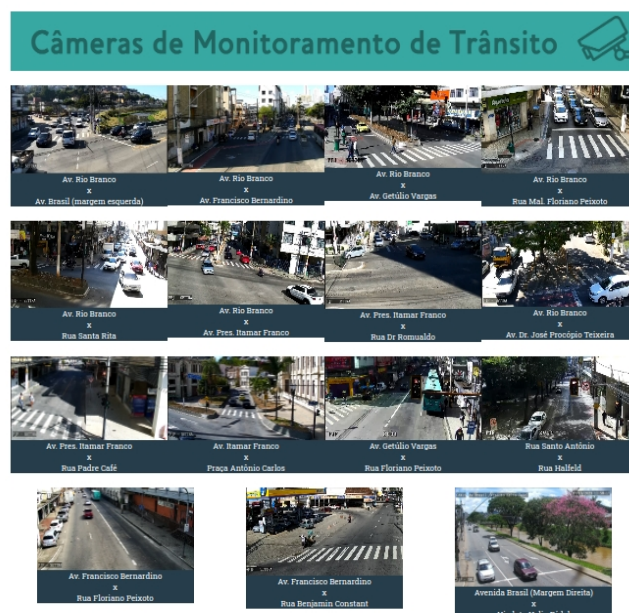 Câmeras de Monitoramento de Trânsito
Av. Rio Branco
x
Av. Brasil (margem esquerda)
Av. Rio Branco
x
Av. Francisco Bernardino
Av. Rio Branco
x
Av. Getúlio Vargas
Av. Rio Branco
x
Rua Mal. Floriano Peixoto
Av. Rio Branco
x
Rua Santa Rita
Av. Rio Branco
x
Av. Pres. Itamar Franco
Av. Pres. Itamar Franco
x
Rua Dr Romualdo
Av. Rio Branco
x
Av. Dr. José Procópio Teixeira
Av. Pres. Itamar Franco
x
Rua Padre Café
Av. Itamar Franco
x
Praça Antônio Carlos
Av. Getúlio Vargas
x
Rua Floriano Peixoto
Rua Santo Antônio
x
Rua Halfeld
Av. Francisco Bernardino
x
Rua Floriano Peixoto
Av. Francisco Bernardino
x
Rua Benjamin Constant
Avenida Brasil (Margem Direita)
x